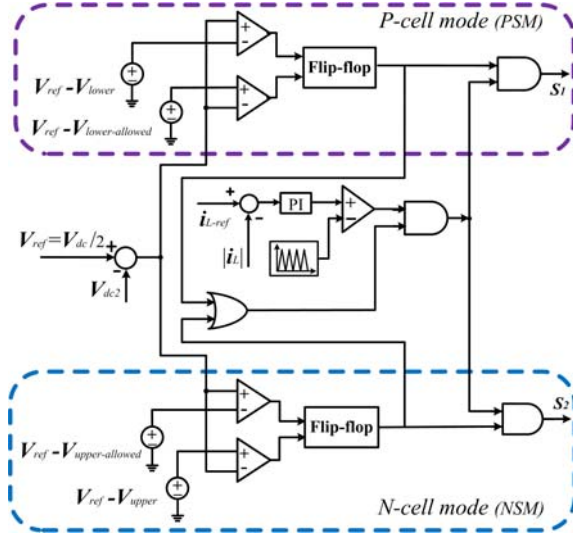 P-cell mode (PSM)
+
-
Flip-flop
S1
Vref -Vlower
+
-
Vref -Vlower-allowed
iL-ref
+
-
PI
+
-
|iL|
Vref=Vdc/2
+
-
Vdc2
+
-
Flip-flop
S2
Vref -Vupper-allowed
+
-
Vref -Vupper
N-cell mode (NSM)